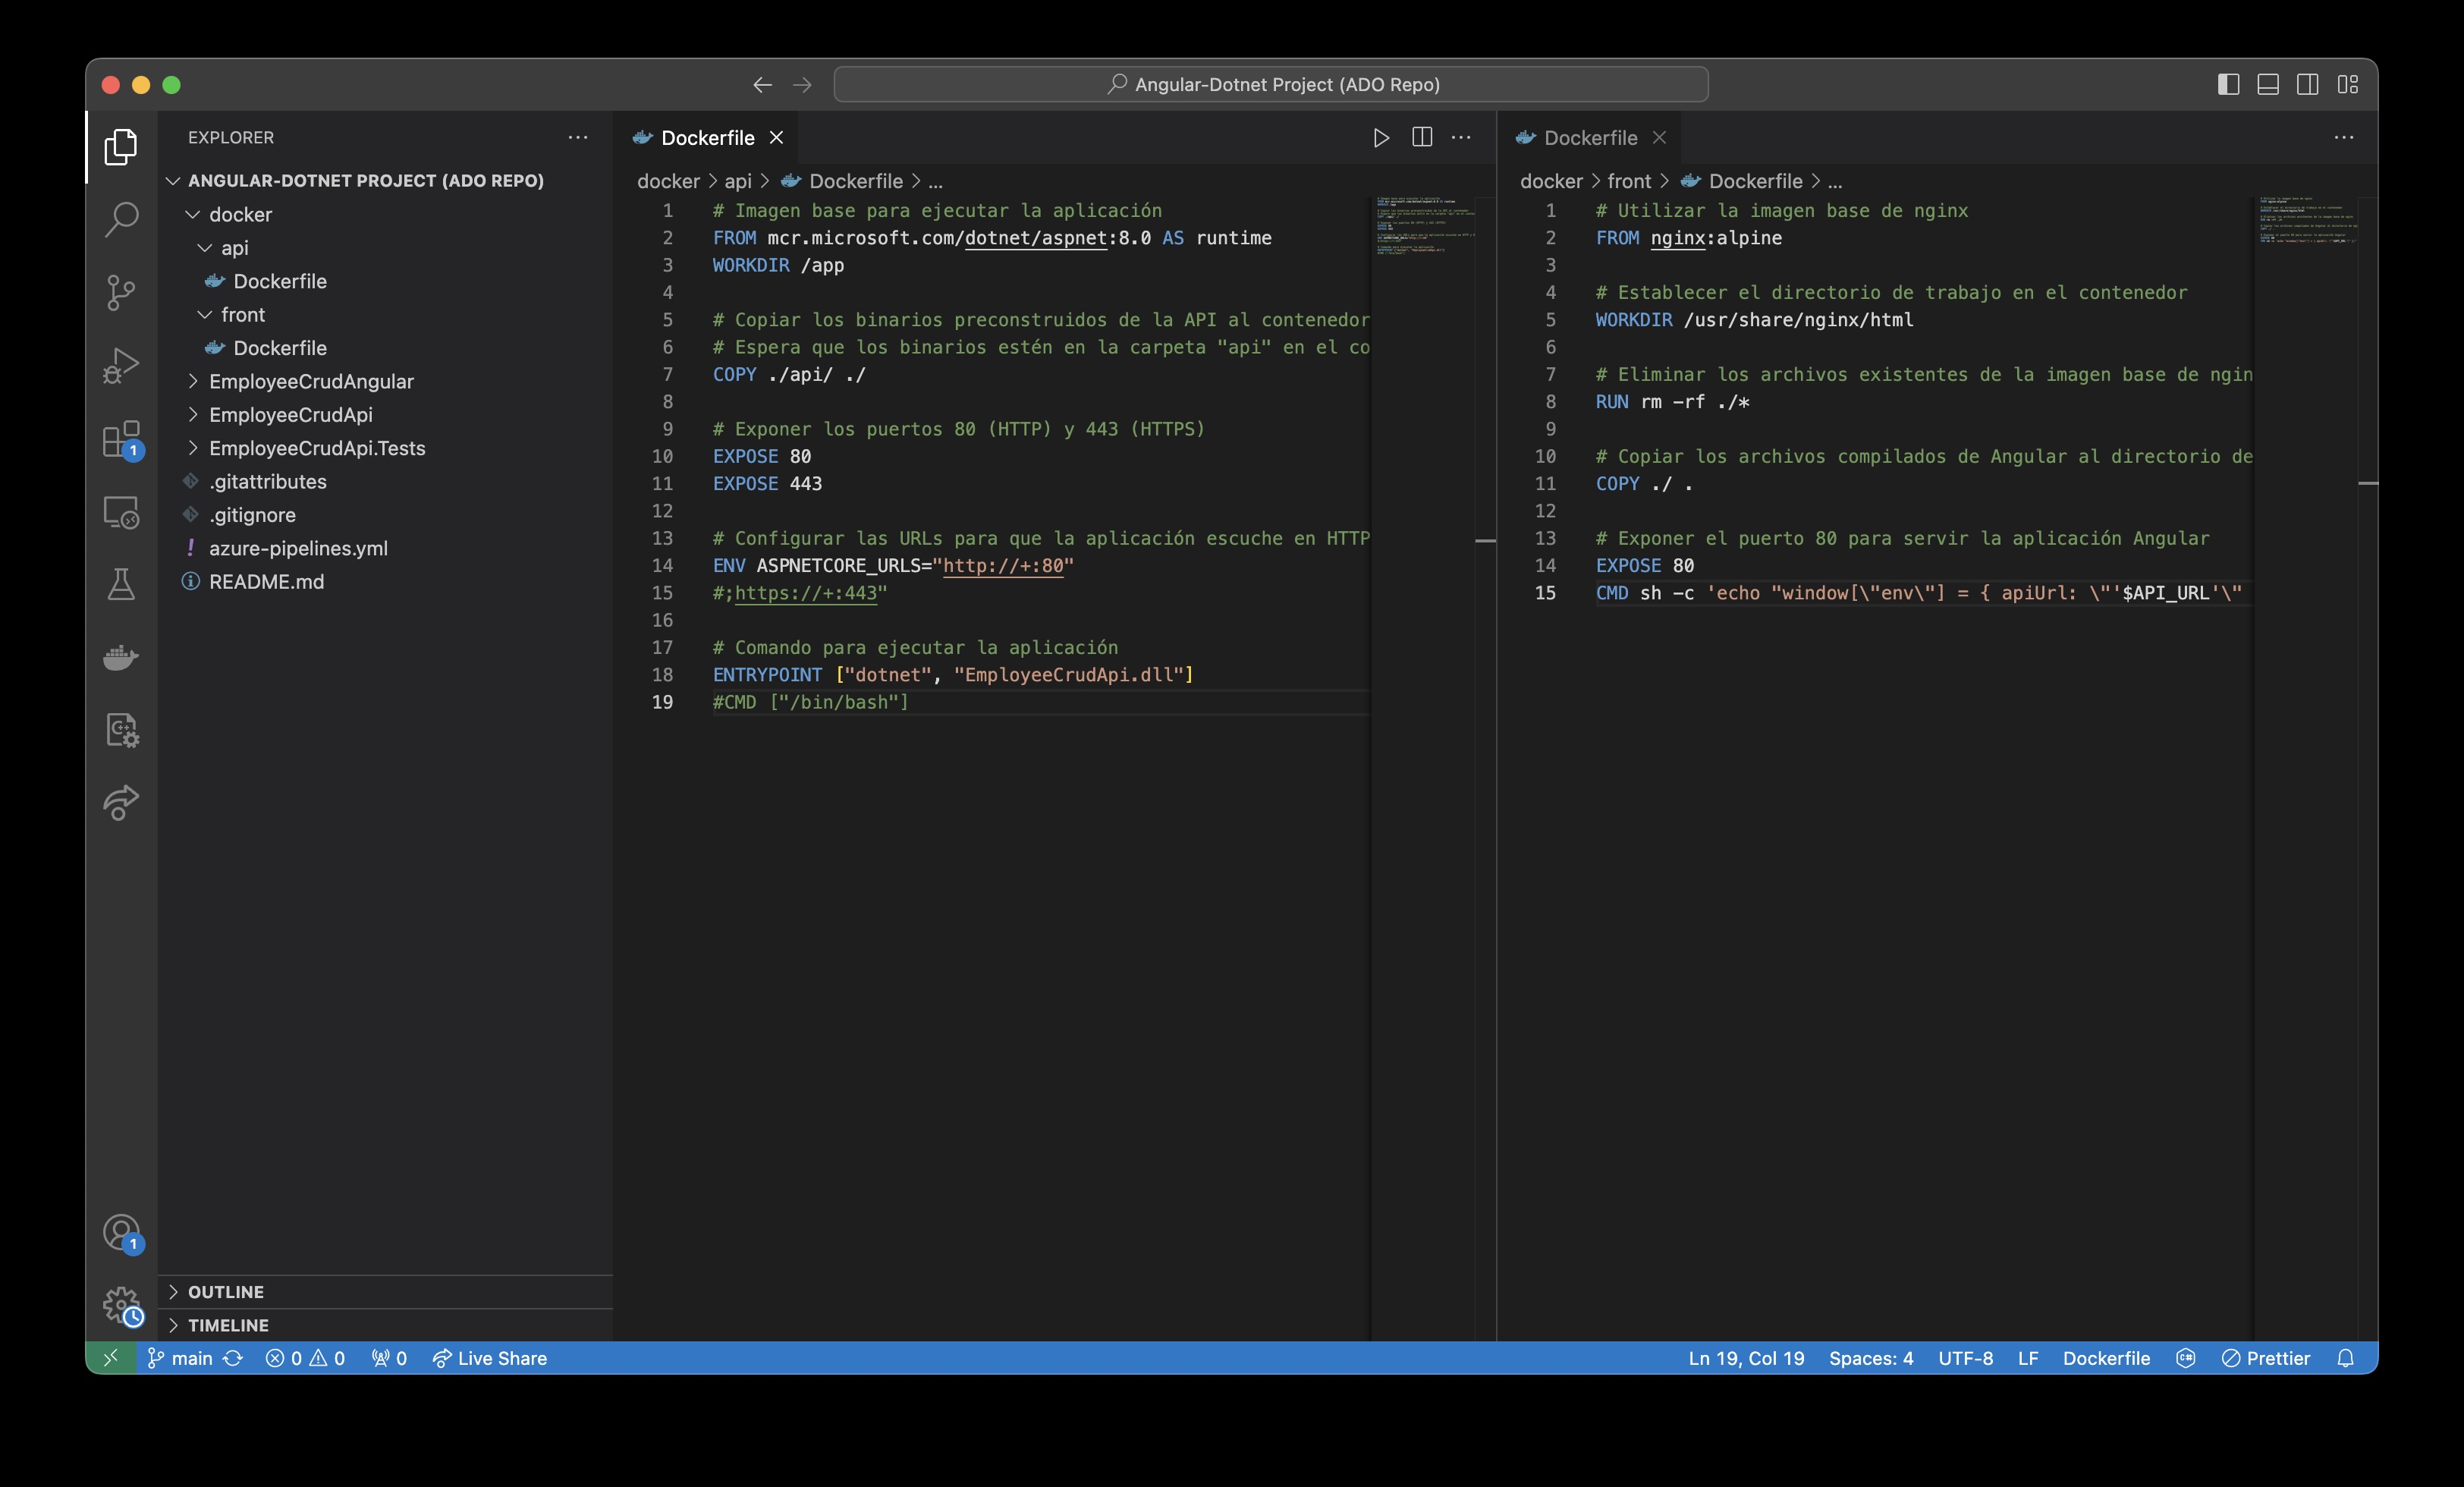 Angular-Dotnet Project (ADO Repo)
EXPLORER
ANGULAR-DOTNET PROJECT (ADO REPO)
docker
api
Dockerfile
front
Dockerfile
EmployeeCrudAngular
EmployeeCrudApi
EmployeeCrudApi.Tests
.gitattributes
.gitignore
azure-pipelines.yml
README.md
OUTLINE
TIMELINE
1
1
Dockerfile
docker > api > Dockerfile > ...
1 # Imagen base para ejecutar la aplicación
2 FROM mcr.microsoft.com/dotnet/aspnet:8.0 AS runtime
3 WORKDIR /app
4
5 # Copiar los binarios preconstruidos de la API al contenedor
6 # Espera que los binarios estén en la carpeta "api" en el co
7 COPY ./api/ ./
8
9 # Exponer los puertos 80 (HTTP) y 443 (HTTPS)
10 EXPOSE 80
11 EXPOSE 443
12
13 # Configurar las URLs para que la aplicación escuche en HTTP
14 ENV ASPNETCORE_URLS="http://+:80"
15 #;https://+:443"
16
17 # Comando para ejecutar la aplicación
18 ENTRYPOINT ["dotnet", "EmployeeCrudApi.dll"]
19 #CMD ["/bin/bash"]
Dockerfile
docker > front > Dockerfile > ...
1 # Utilizar la imagen base de nginx
2 FROM nginx:alpine
3
4 # Establecer el directorio de trabajo en el contenedor
5 WORKDIR /usr/share/nginx/html
6
7 # Eliminar los archivos existentes de la imagen base de ngin
8 RUN rm -rf ./*
9
10 # Copiar los archivos compilados de Angular al directorio de
11 COPY ./ .
12
13 # Exponer el puerto 80 para servir la aplicación Angular
14 EXPOSE 80
15 CMD sh -c 'echo "window[\"env\"] = { apiUrl: \"'$API_URL'\"
main 0 0 0 Live Share
Ln 19, Col 19 Spaces: 4 UTF-8 LF Dockerfile Prettier